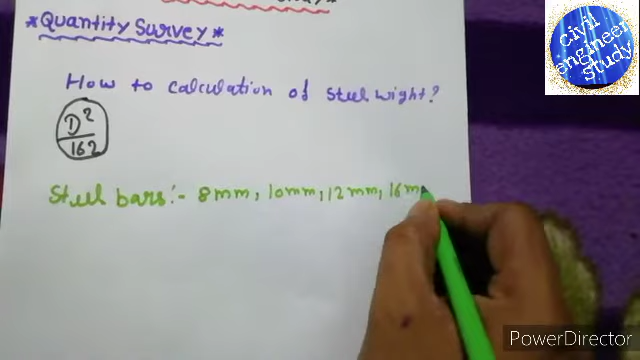 *Quantity Survey*
How to calculation of steel wight?
D²/162
Steel bars:- 8mm, 10mm, 12mm, 16m
civil
engineer
study
PowerDirector